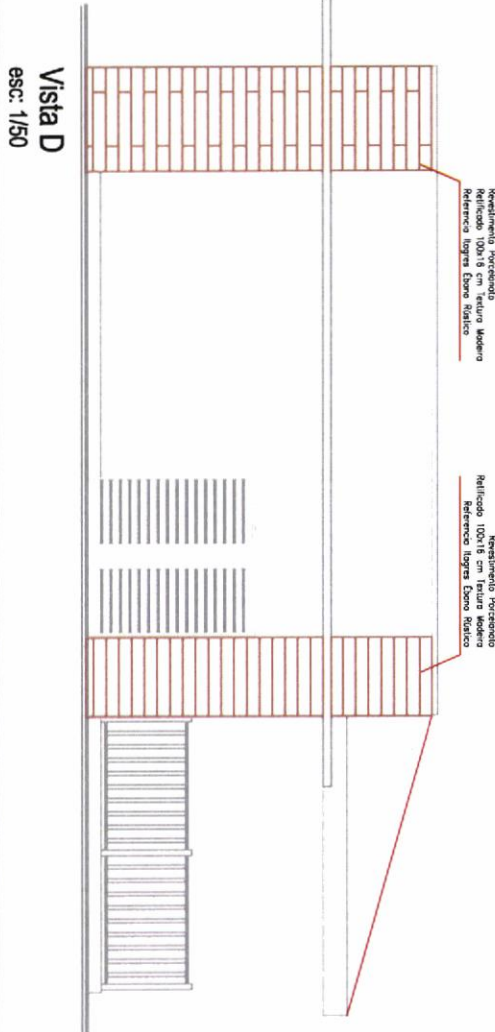 Revestimento Porcelanato
Retificado 100x16 cm Textura Madeira
Referencia Itagres Ébano Rústico
Revestimento Porcelanato
Retificado 100x16 cm Textura Madeira
Referencia Itagres Ébano Rústico
Vista D
esc: 1/50